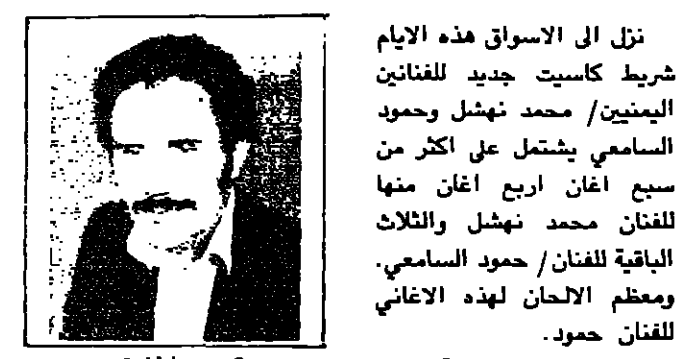 نزل الى الاسواق هذه الايام
شريط كاسيت جديد للفنانين
اليمنيين/ محمد نهشل وحمود
السامعي يشتمل على اكثر من
سبع اغان اربع اغان منها
للفنان محمد نهشل والثلاث
الباقية للفنان/ حمود السامعي.
ومعظم الالحان لهذه الاغاني
للفنان حمود.